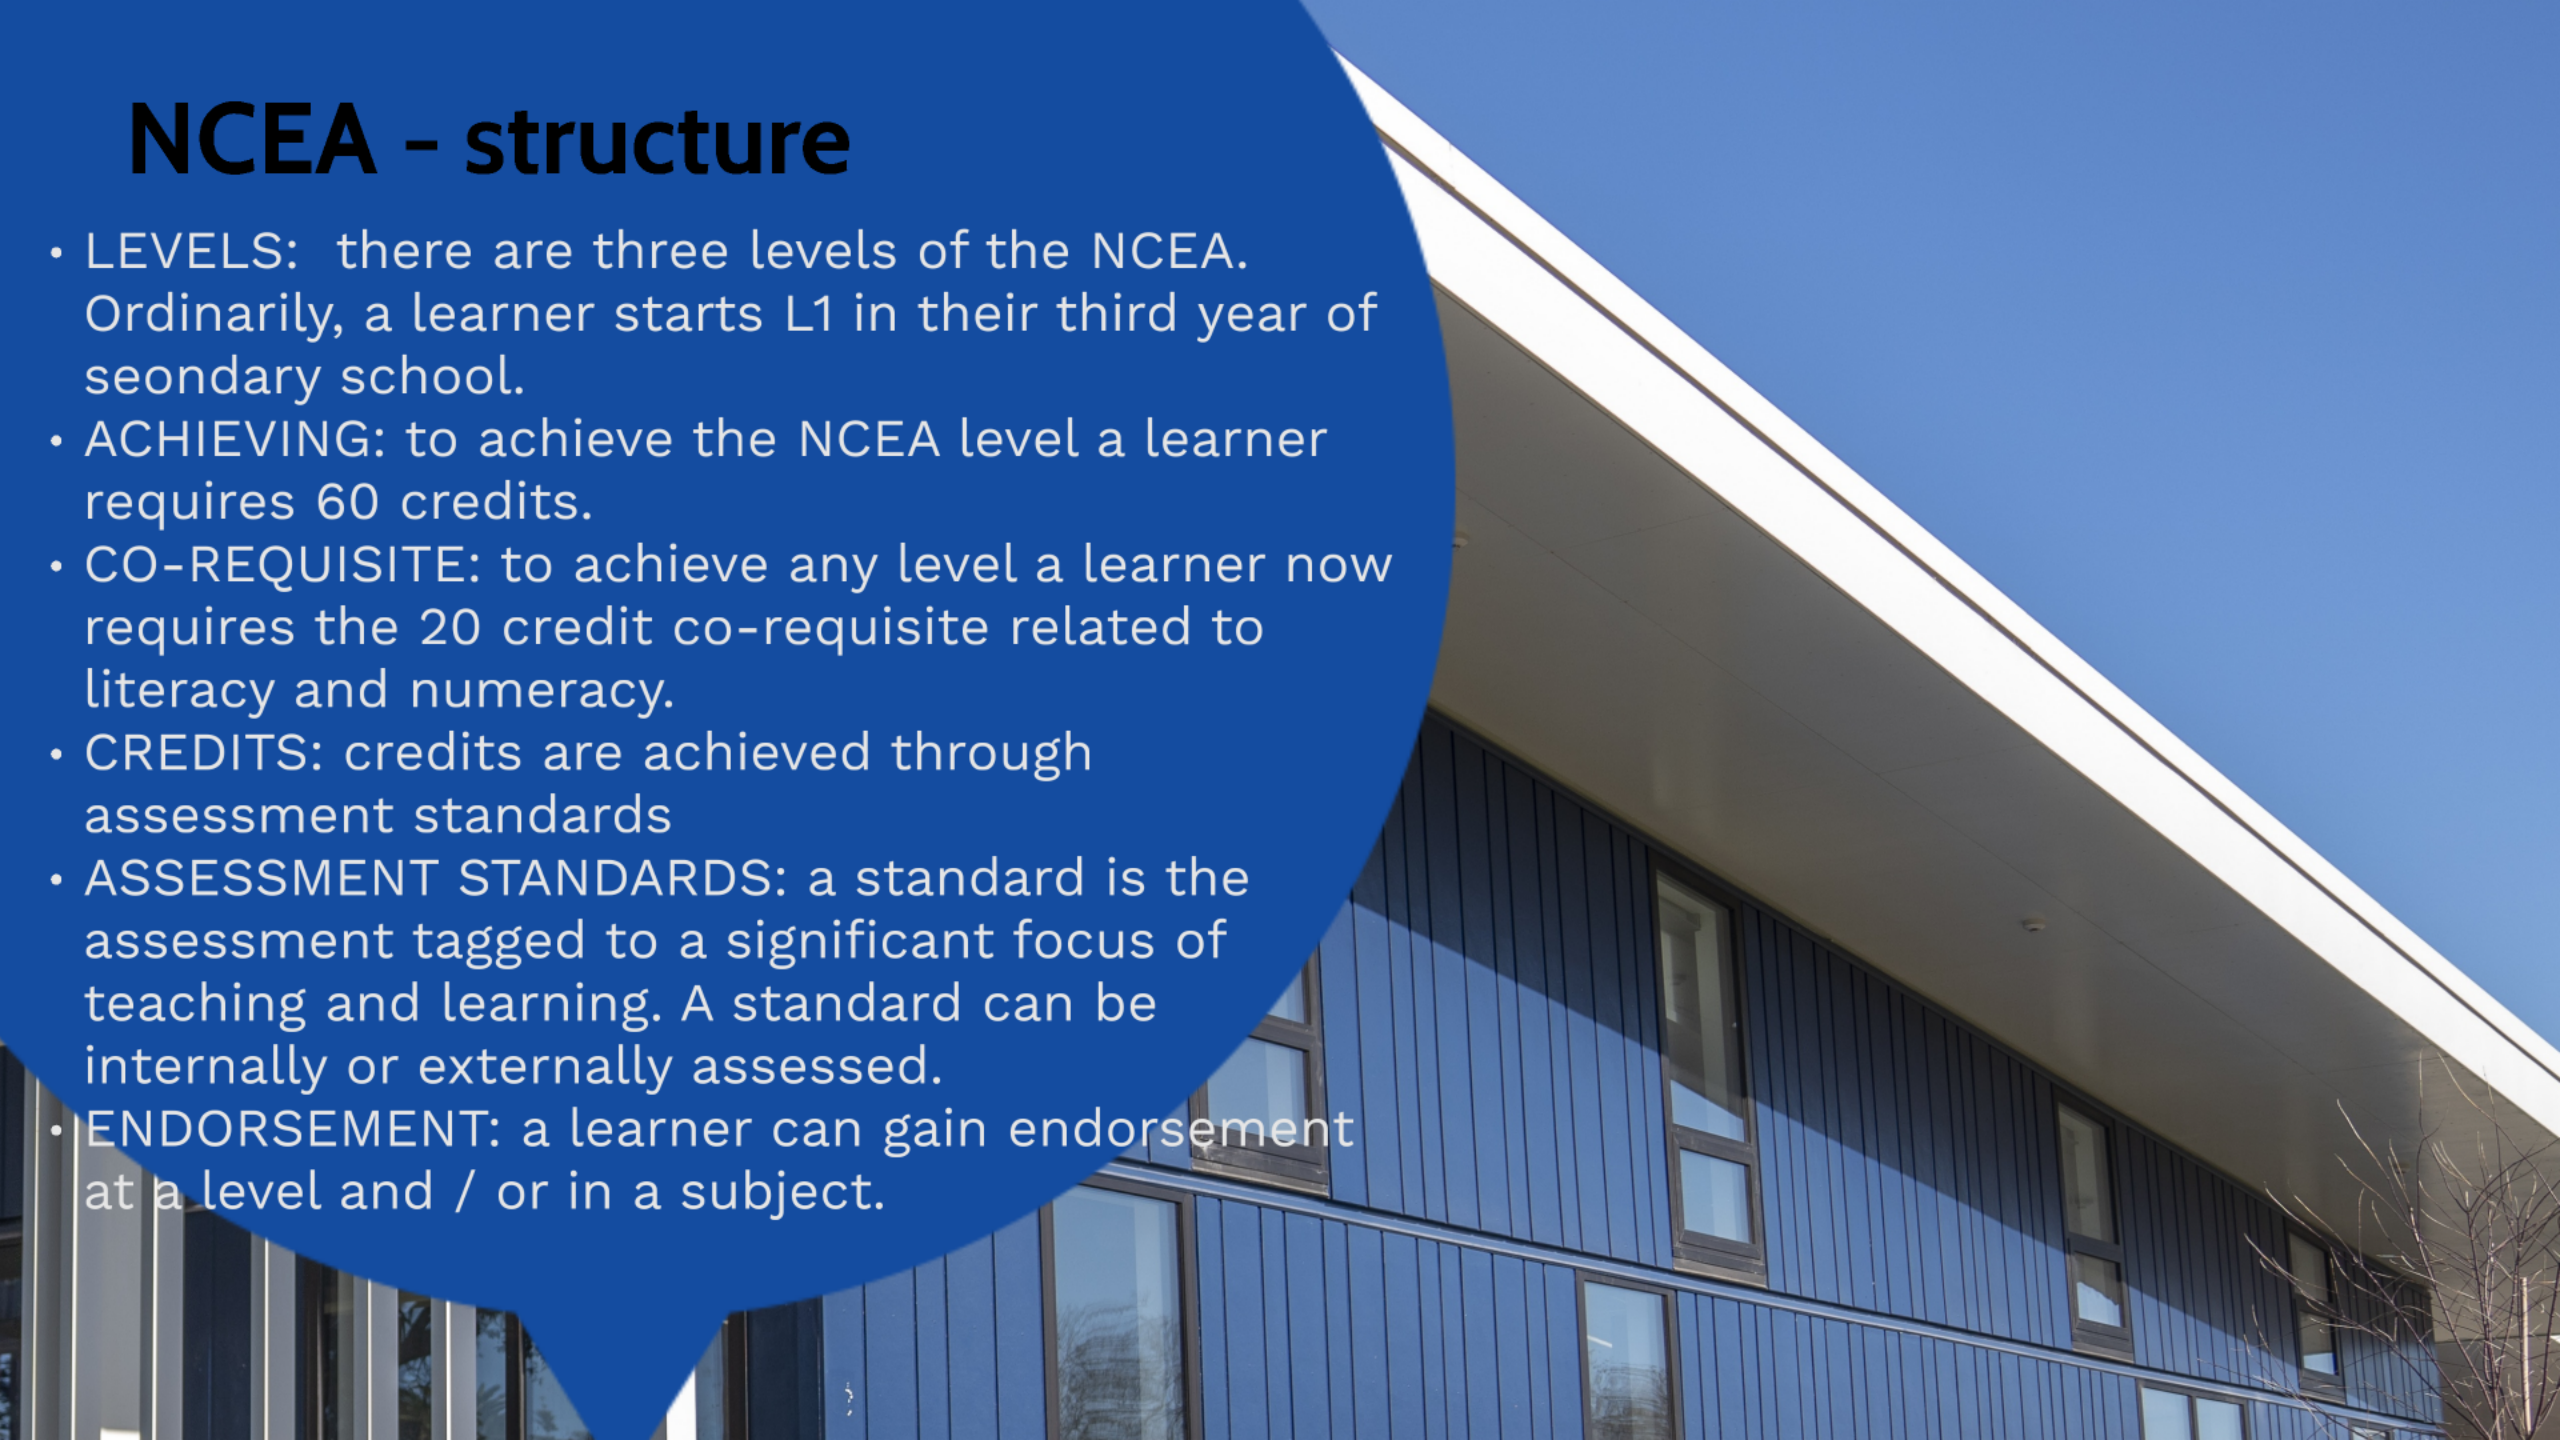 NCEA - structure
• LEVELS:  there are three levels of the NCEA.
Ordinarily, a learner starts L1 in their third year of
seondary school.
• ACHIEVING: to achieve the NCEA level a learner
requires 60 credits.
• CO-REQUISITE: to achieve any level a learner now
requires the 20 credit co-requisite related to
literacy and numeracy.
• CREDITS: credits are achieved through
assessment standards
• ASSESSMENT STANDARDS: a standard is the
assessment tagged to a significant focus of
teaching and learning. A standard can be
internally or externally assessed.
• ENDORSEMENT: a learner can gain endorsement
at a level and / or in a subject.